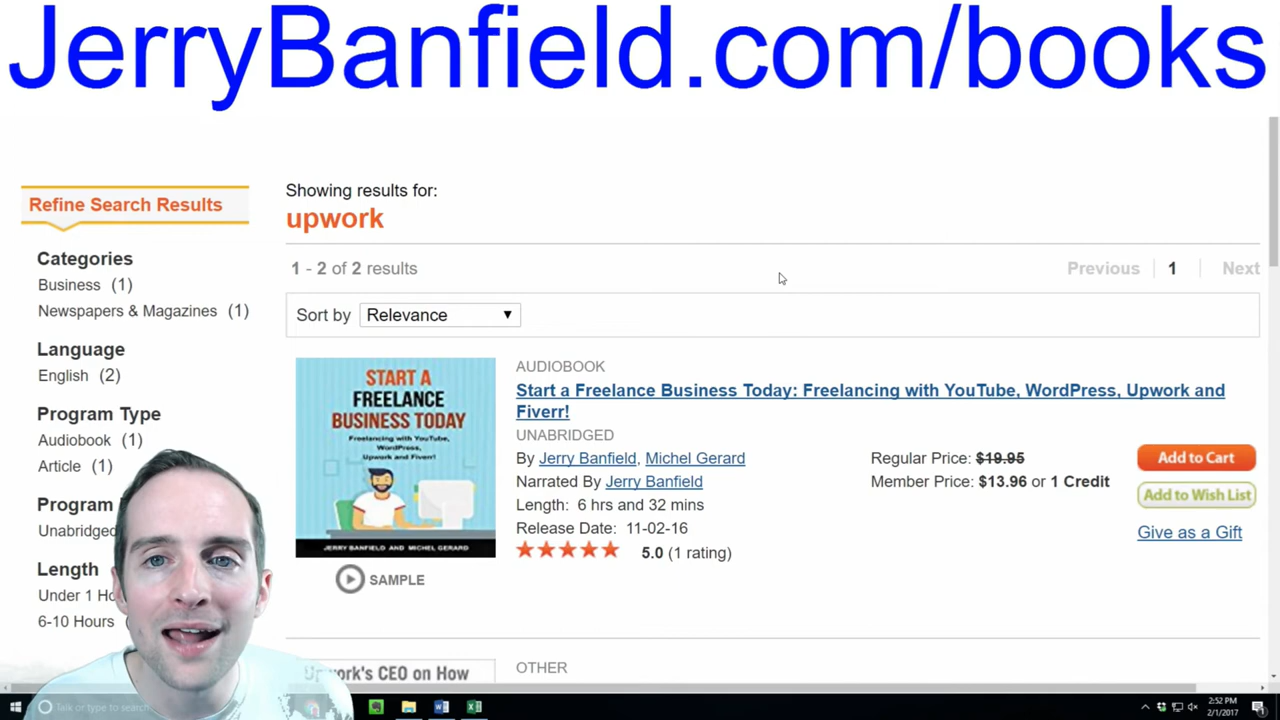 JerryBanfield.com/books
Refine Search Results
Categories
Business (1)
Newspapers & Magazines (1)
Language
English (2)
Program Type
Audiobook (1)
Article (1)
Program
Unabridged
Length
Under 1 Ho
6-10 Hours
Showing results for:
upwork
1 - 2 of 2 results
Previous 1 Next
Sort by Relevance
START A
FREELANCE
BUSINESS TODAY
Freelancing with YouTube,
WordPress,
Upwork and Fiverr!
JERRY BANFIELD AND MICHEL GERARD
SAMPLE
AUDIOBOOK
Start a Freelance Business Today: Freelancing with YouTube, WordPress, Upwork and
Fiverr!
UNABRIDGED
By Jerry Banfield, Michel Gerard
Narrated By Jerry Banfield
Length: 6 hrs and 32 mins
Release Date: 11-02-16
5.0 (1 rating)
Regular Price: $19.95
Member Price: $13.96 or 1 Credit
Add to Cart
Add to Wish List
Give as a Gift
Upwork's CEO on How
OTHER
Talk or type to search
2:52 PM
2/1/2017